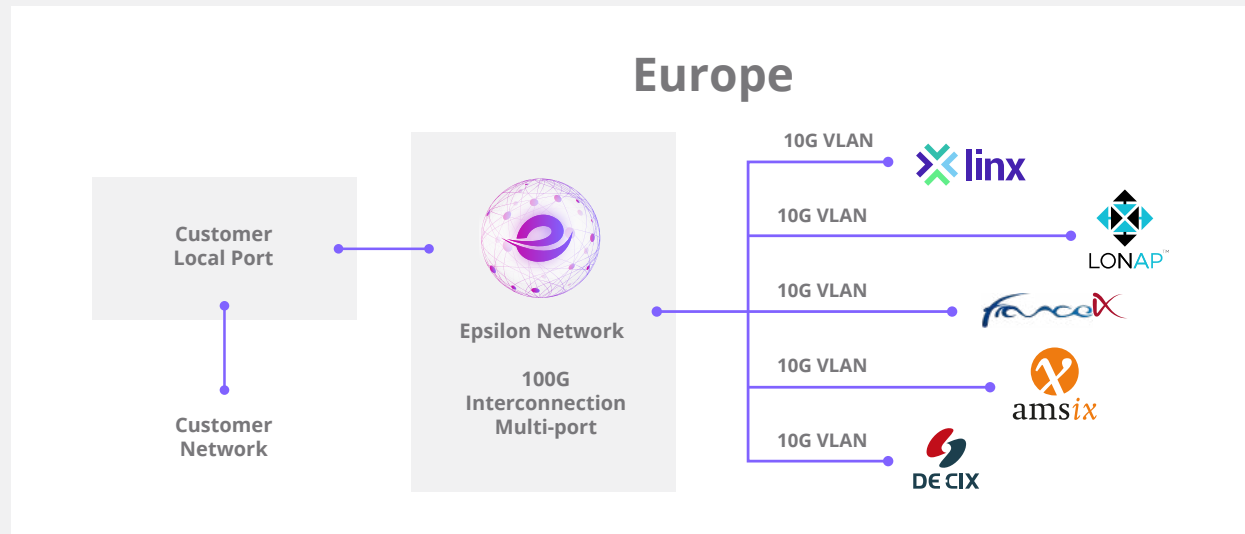 Europe
Customer
Local Port
Customer
Network
Epsilon Network
100G
Interconnection
Multi-port
10G VLAN
linx
10G VLAN
LONAP™
10G VLAN
franceix
10G VLAN
amsix
10G VLAN
DE CIX